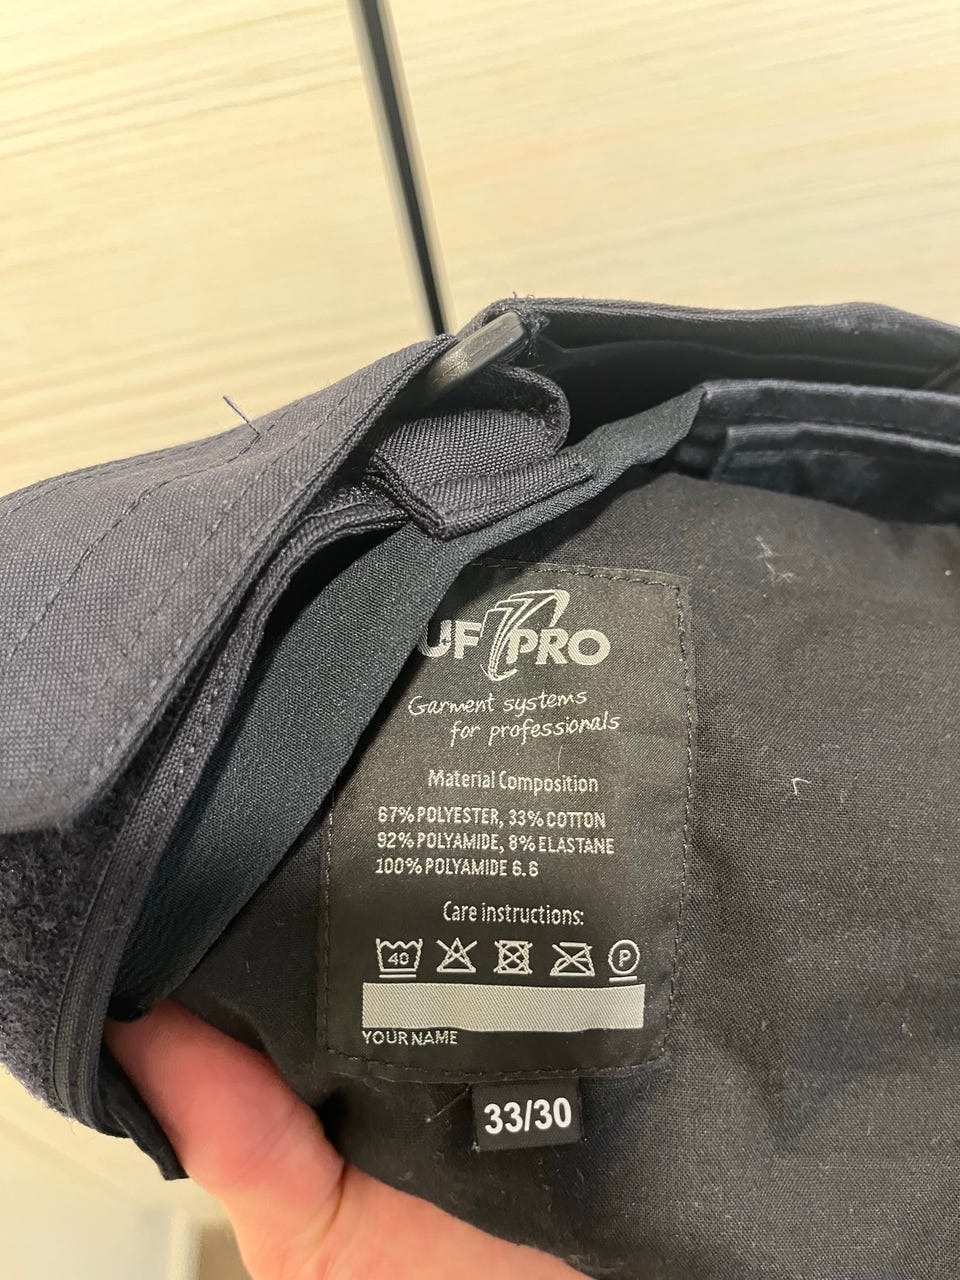 UF PRO
Garment systems
for professionals
Material Composition
67% POLYESTER, 33% COTTON
92% POLYAMIDE, 8% ELASTANE
100% POLYAMIDE 6.6
Care instructions:
40 P
YOUR NAME
33/30